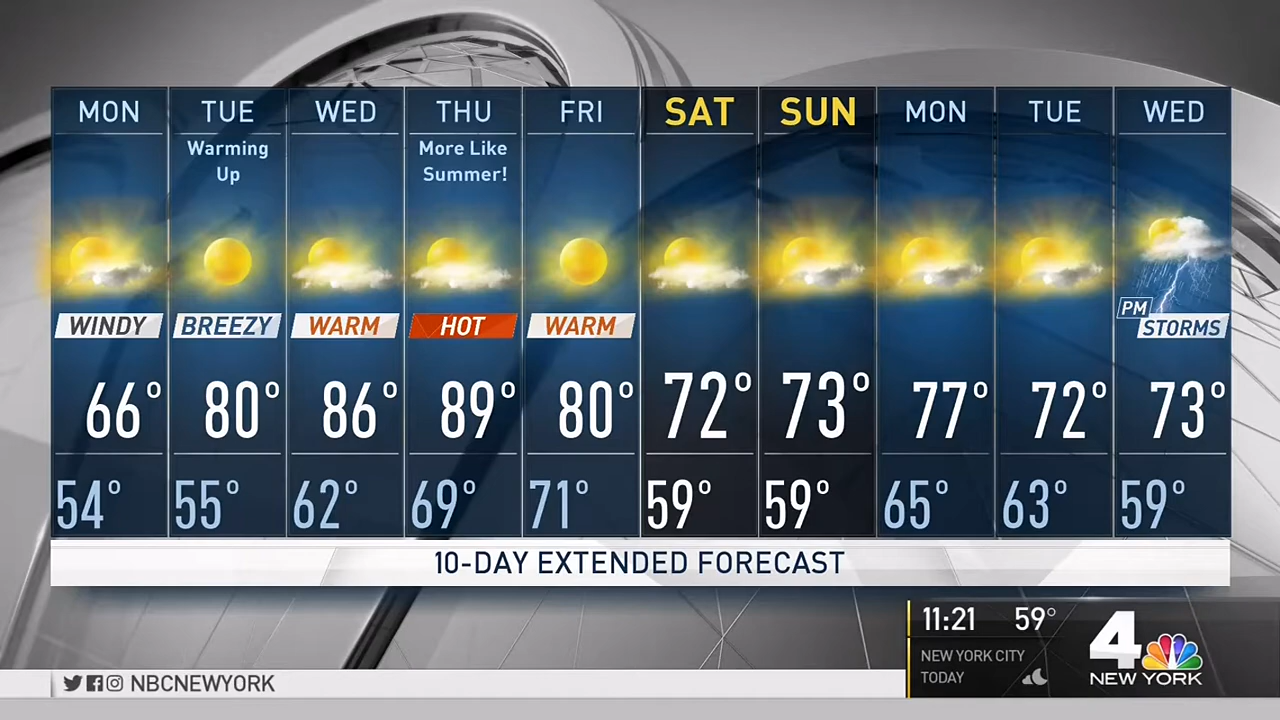 MON TUE WED THU FRI SAT SUN MON TUE WED
Warming More Like
Up Summer!
WINDY BREEZY WARM HOT WARM PM STORMS
66° 80° 86° 89° 80° 72° 73° 77° 72° 73°
54° 55° 62° 69° 71° 59° 59° 65° 63° 59°
10-DAY EXTENDED FORECAST
11:21 59°
NEW YORK CITY
TODAY
4
NEW YORK
NBCNEWYORK